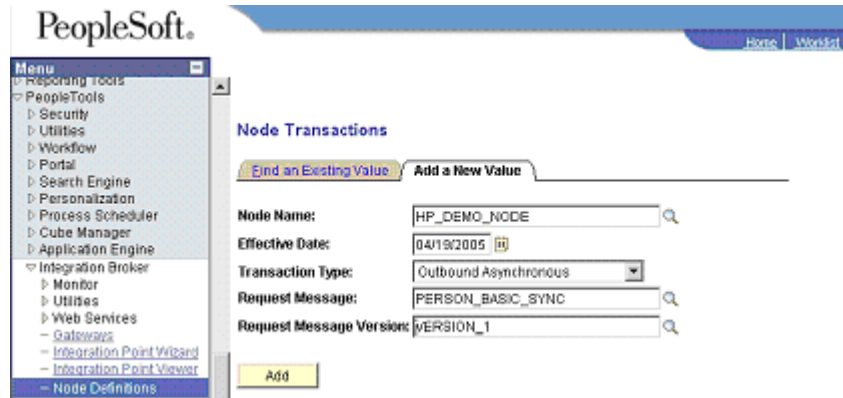 PeopleSoft.
Home Worklist
Menu
Reporting Tools
PeopleTools
Security
Utilities
Workflow
Portal
Search Engine
Personalization
Process Scheduler
Cube Manager
Application Engine
Integration Broker
Monitor
Utilities
Web Services
Gateways
Integration Point Wizard
Integration Point Viewer
Node Definitions
Node Transactions
Find an Existing Value Add a New Value
Node Name: HP_DEMO_NODE
Effective Date: 04/19/2005
Transaction Type: Outbound Asynchronous
Request Message: PERSON_BASIC_SYNC
Request Message Version: vERSION_1
Add